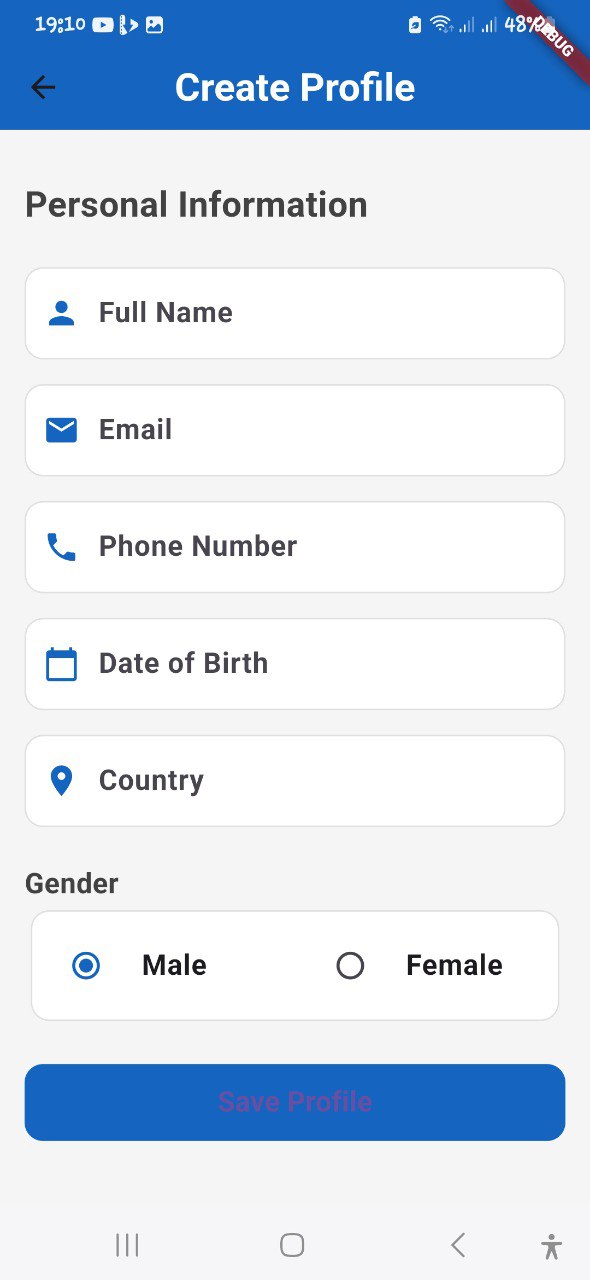 19:10 48%
DEBUG
Create Profile
Personal Information
Full Name
Email
Phone Number
Date of Birth
Country
Gender
Male Female
Save Profile